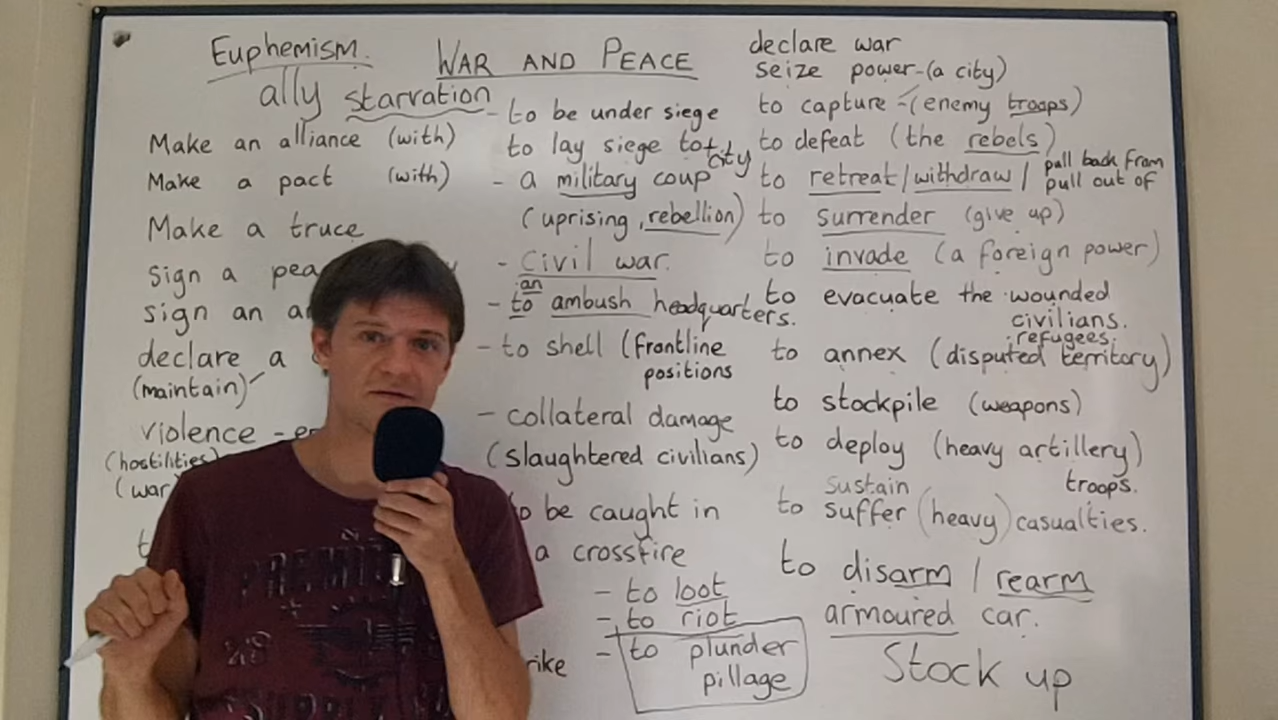 Euphemism.
WAR AND PEACE
ally starvation
Make an alliance (with)
Make a pact (with)
Make a truce
sign a
sign an
declare a
(maintain)
violence -
(hostilities)
(war
- to be under siege
to lay siege to
city
- a military coup
(uprising, rebellion)
- Civil war.
an
- to ambush headquarters.
- to shell (frontline
positions
- collateral damage
(slaughtered civilians)
to be caught in
a crossfire
- to loot
- to riot
- to plunder
pillage
declare war
seize power-(a city)
to capture -(enemy troops)
to defeat (the rebels)
to retreat/withdraw/ pull back from
pull out of
to surrender (give up)
to invade (a foreign power)
to evacuate the wounded
civilians.
refugees.
to annex (disputed territory)
to stockpile (weapons)
to deploy (heavy artillery)
troops.
sustain
to suffer (heavy) casualties.
to disarm / rearm
armoured car.
Stock up
PREMI